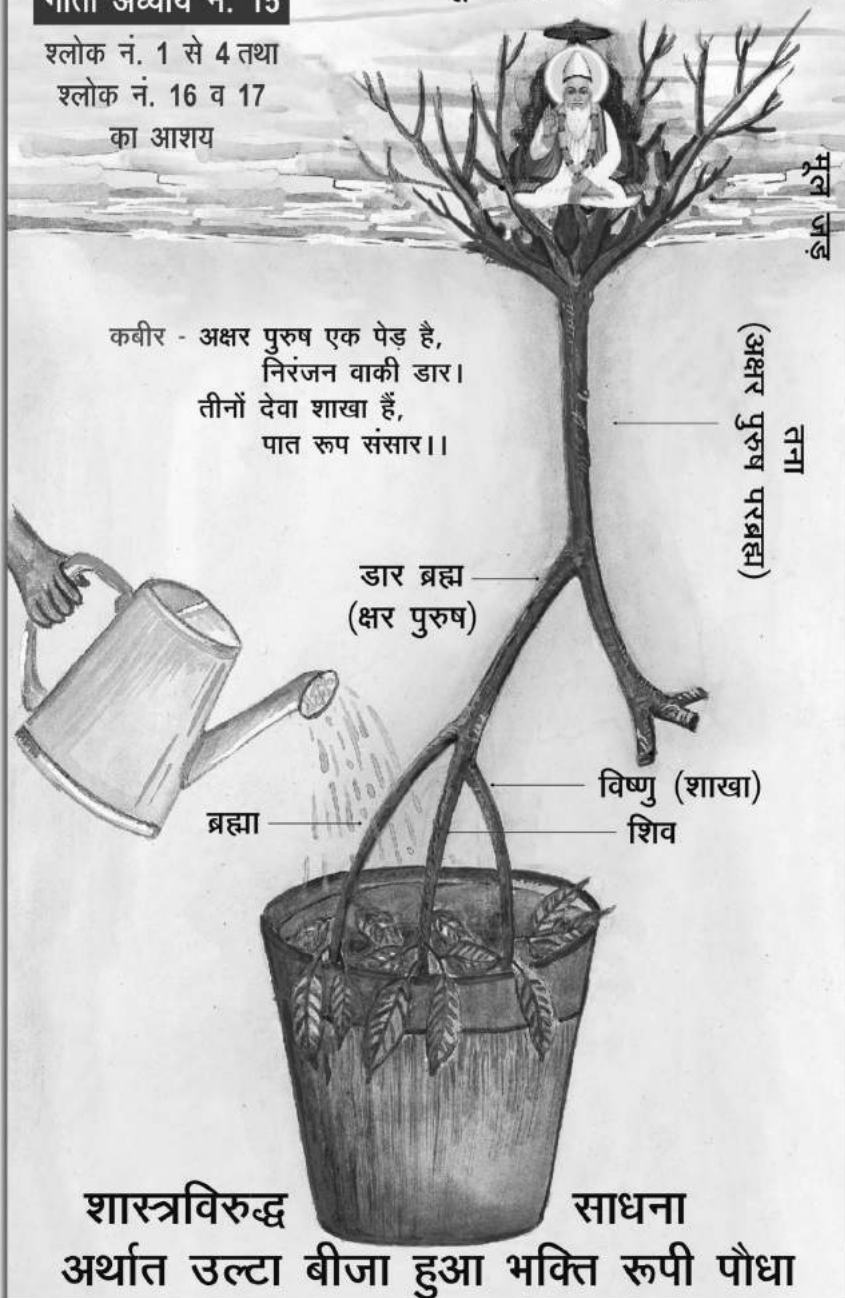 गीता अध्याय नं. 15
श्लोक नं. 1 से 4 तथा
श्लोक नं. 16 व 17
का आशय
मूल जड़
कबीर - अक्षर पुरुष एक पेड़ है,
निरंजन वाकी डार।
तीनों देवा शाखा हैं,
पात रूप संसार।।
तना
(अक्षर पुरुष परब्रह्म)
डार ब्रह्म
(क्षर पुरुष)
विष्णु (शाखा)
ब्रह्मा
शिव
शास्त्रविरुद्ध साधना
अर्थात उल्टा बीजा हुआ भक्ति रूपी पौधा